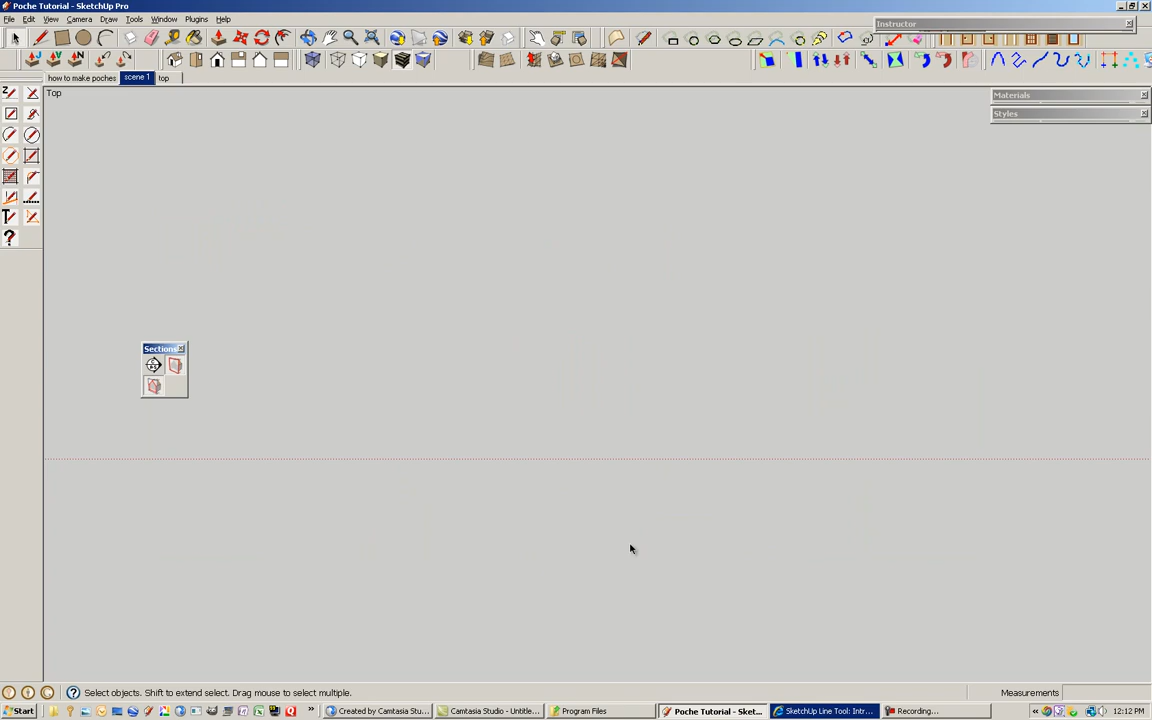 Poche Tutorial - SketchUp Pro
File Edit View Camera Draw Tools Window Plugins Help
Instructor
how to make poches scene 1 top
Top
Materials
Styles
Sections
Select objects. Shift to extend select. Drag mouse to select multiple.
Measurements
Start
Created by Camtasia Stu...
Camtasia Studio - Untitle...
Program Files
Poche Tutorial - Sket...
SketchUp Line Tool: Intr...
Recording...
12:12 PM